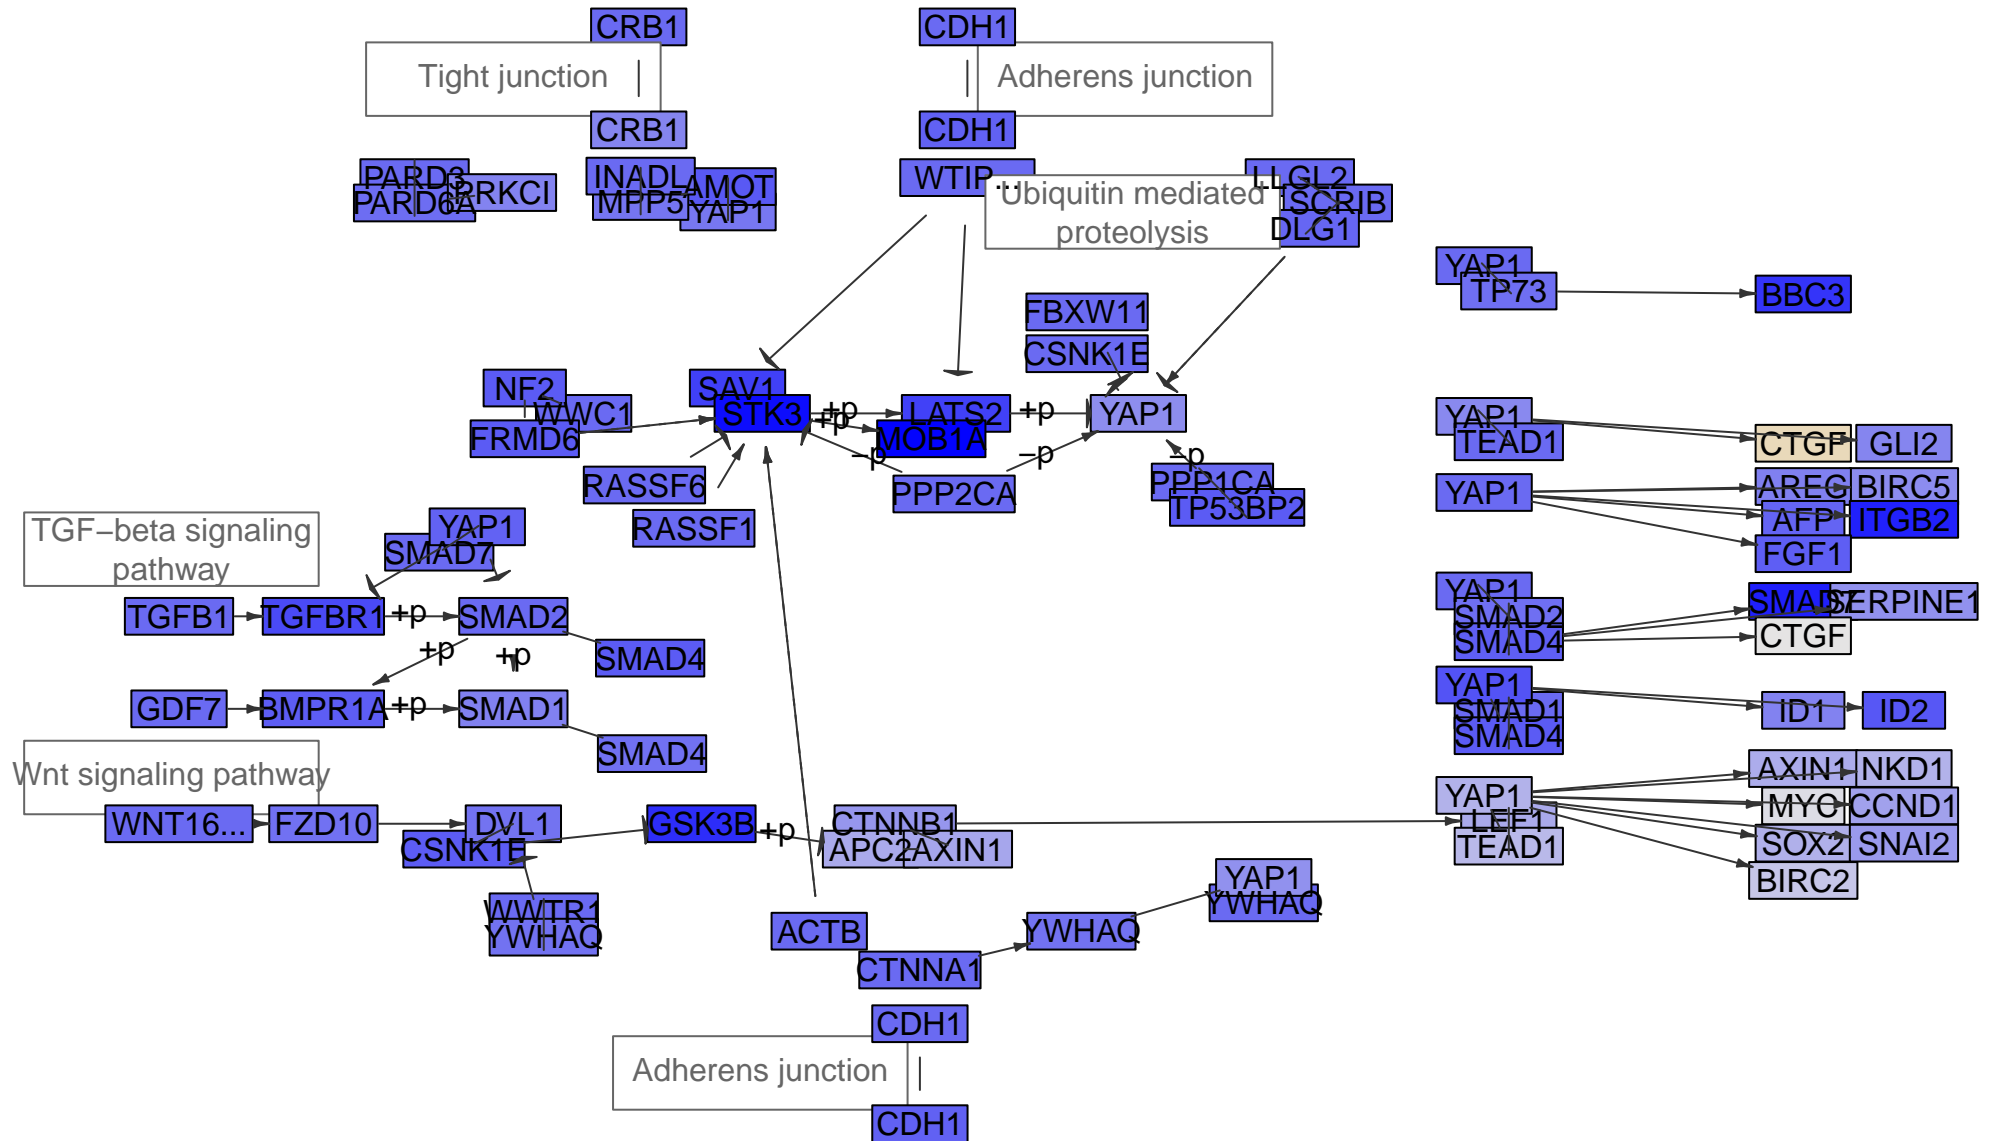 CRB1
CDH1
Tight junction
Adherens junction
CRB1
CDH1
PARD3
PRKCI
PARD6A
INADL
AMOT
MPP5
YAP1
WTIP...
LLGL2
SCRIB
DLG1
Ubiquitin mediated
proteolysis
YAP1
TP73
BBC3
FBXW11
CSNK1E
NF2
WWC1
FRMD6
SAV1
STK3
+p
+p
LATS2
MOB1A
+p
YAP1
–p
–p
–p
RASSF6
RASSF1
PPP2CA
PPP1CA
TP53BP2
YAP1
TEAD1
CTGF
GLI2
YAP1
AREG
BIRC5
AFP
ITGB2
FGF1
TGF–beta signaling
pathway
YAP1
SMAD7
TGFB1
TGFBR1
+p
SMAD2
+p
+p
SMAD4
YAP1
SMAD2
SMAD4
SMAD7
SERPINE1
CTGF
GDF7
BMPR1A
+p
SMAD1
SMAD4
YAP1
SMAD1
SMAD4
ID1
ID2
Wnt signaling pathway
WNT16...
FZD10
DVL1
CSNK1E
GSK3B
+p
CTNNB1
APC2
AXIN1
YAP1
LEF1
TEAD1
AXIN1
NKD1
MYC
CCND1
SOX2
SNAI2
BIRC2
WWTR1
YWHAQ
ACTB
CTNNA1
YWHAQ
YAP1
YWHAQ
CDH1
Adherens junction
CDH1